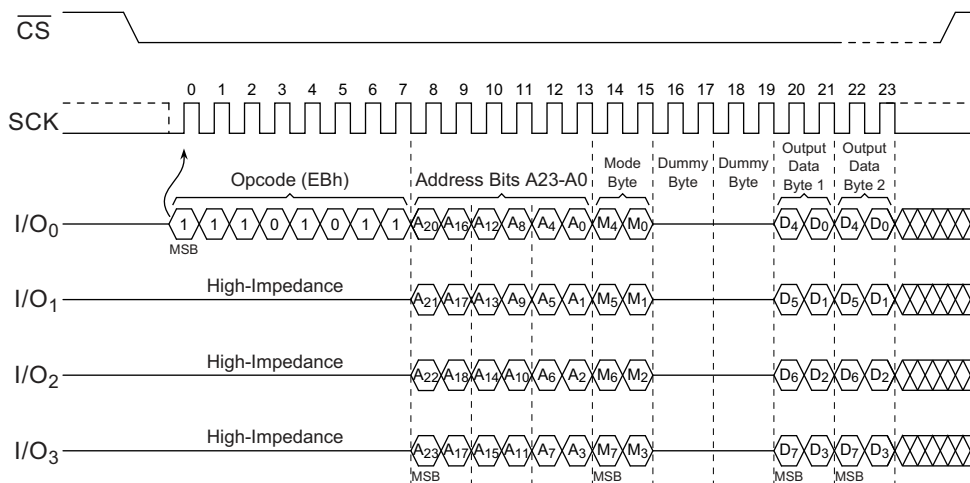 CS
0 1 2 3 4 5 6 7 8 9 10 11 12 13 14 15 16 17 18 19 20 21 22 23
SCK
Opcode (EBh)
Address Bits A23-A0
Mode
Byte
Dummy
Byte
Dummy
Byte
Output
Data
Byte 1
Output
Data
Byte 2
I/O0 1 1 1 0 1 0 1 1 A20 A16 A12 A8 A4 A0 M4 M0 D4 D0 D4 D0
MSB
I/O1 High-Impedance A21 A17 A13 A9 A5 A1 M5 M1 D5 D1 D5 D1
I/O2 High-Impedance A22 A18 A14 A10 A6 A2 M6 M2 D6 D2 D6 D2
I/O3 High-Impedance A23 A17 A15 A11 A7 A3 M7 M3 D7 D3 D7 D3
MSB MSB MSB MSB